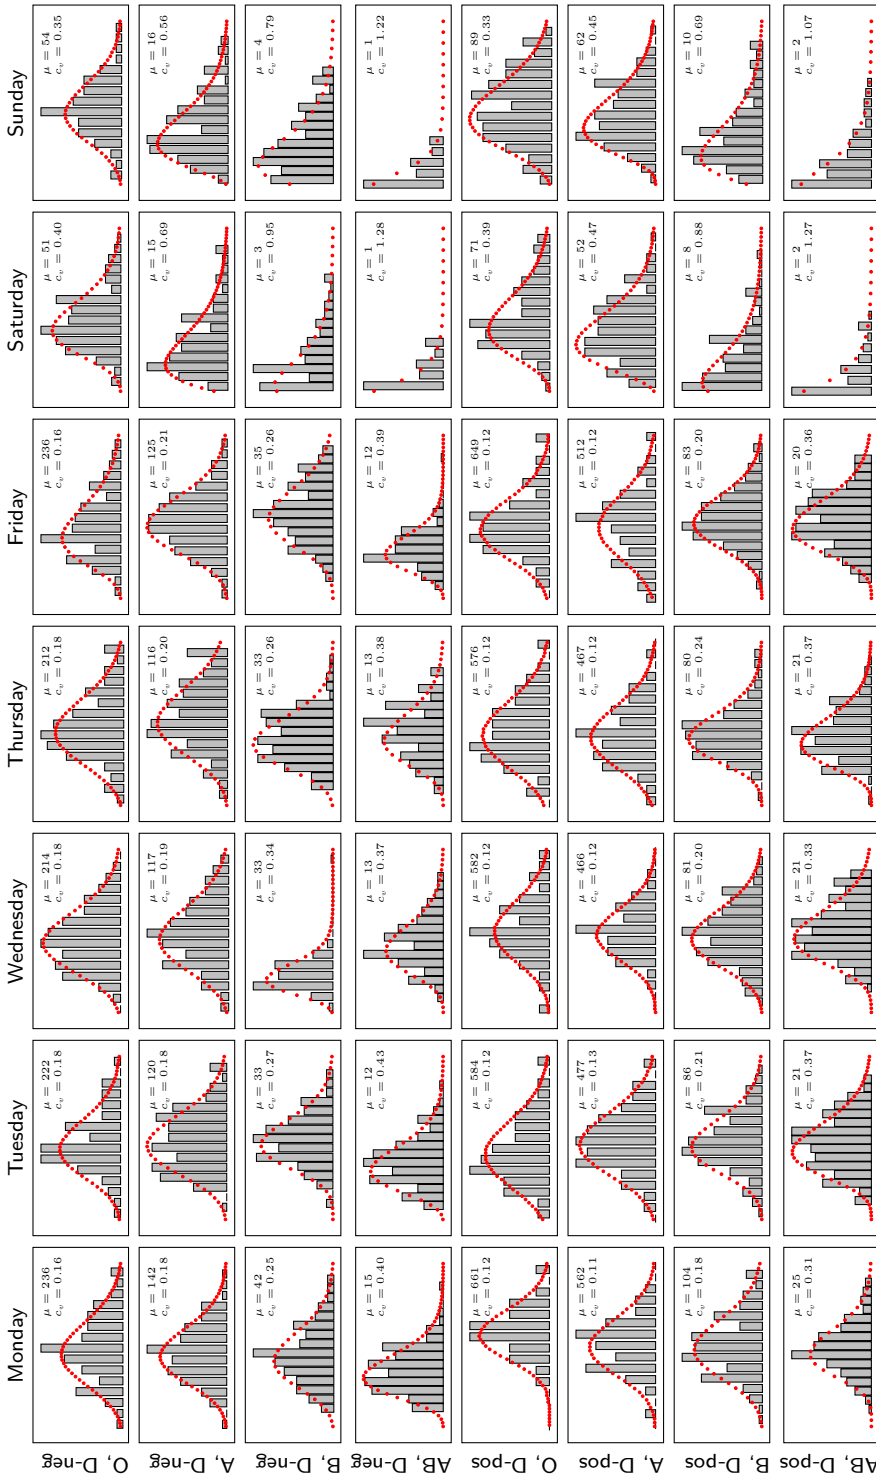 Monday Tuesday Wednesday Thursday Friday Saturday Sunday
O, D-neg
μ = 236
c_v = 0.16
μ = 222
c_v = 0.18
μ = 214
c_v = 0.18
μ = 212
c_v = 0.18
μ = 236
c_v = 0.16
μ = 51
c_v = 0.40
μ = 54
c_v = 0.35
A, D-neg
μ = 142
c_v = 0.18
μ = 120
c_v = 0.18
μ = 117
c_v = 0.19
μ = 116
c_v = 0.20
μ = 125
c_v = 0.21
μ = 15
c_v = 0.69
μ = 16
c_v = 0.56
B, D-neg
μ = 42
c_v = 0.25
μ = 33
c_v = 0.27
μ = 33
c_v = 0.34
μ = 33
c_v = 0.26
μ = 35
c_v = 0.26
μ = 3
c_v = 0.95
μ = 4
c_v = 0.79
AB, D-neg
μ = 15
c_v = 0.40
μ = 12
c_v = 0.43
μ = 13
c_v = 0.37
μ = 13
c_v = 0.38
μ = 12
c_v = 0.39
μ = 1
c_v = 1.28
μ = 1
c_v = 1.22
O, D-pos
μ = 661
c_v = 0.12
μ = 584
c_v = 0.12
μ = 582
c_v = 0.12
μ = 576
c_v = 0.12
μ = 649
c_v = 0.12
μ = 71
c_v = 0.39
μ = 89
c_v = 0.33
A, D-pos
μ = 562
c_v = 0.11
μ = 477
c_v = 0.13
μ = 466
c_v = 0.12
μ = 467
c_v = 0.12
μ = 512
c_v = 0.12
μ = 52
c_v = 0.47
μ = 62
c_v = 0.45
B, D-pos
μ = 104
c_v = 0.18
μ = 86
c_v = 0.21
μ = 81
c_v = 0.20
μ = 80
c_v = 0.24
μ = 83
c_v = 0.20
μ = 8
c_v = 0.88
μ = 10
c_v = 0.69
AB, D-pos
μ = 25
c_v = 0.31
μ = 21
c_v = 0.37
μ = 21
c_v = 0.33
μ = 21
c_v = 0.37
μ = 20
c_v = 0.36
μ = 2
c_v = 1.27
μ = 2
c_v = 1.07